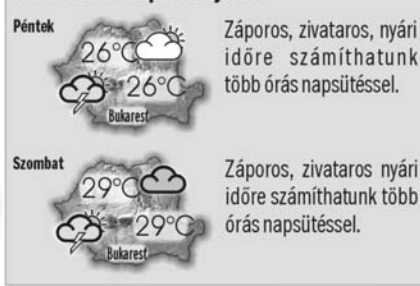 Péntek
26°C
26°C
Bukarest
Záporos, zivataros, nyári
időre számíthatunk
több órás napsütéssel.
Szombat
29°C
29°C
Bukarest
Záporos, zivataros nyári
időre számíthatunk több
órás napsütéssel.